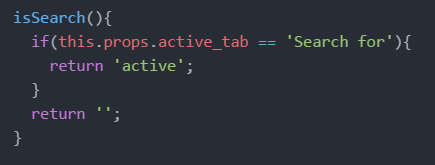 isSearch(){
  if(this.props.active_tab == 'Search for'){
    return 'active';
  }
  return '';
}